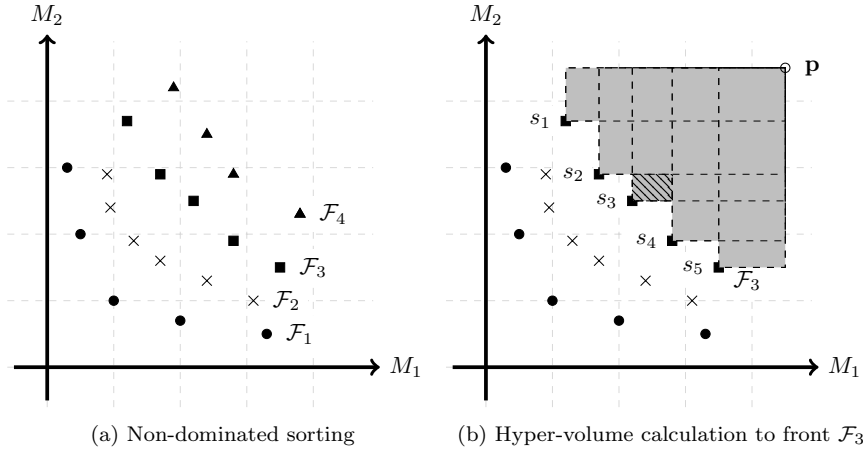 M₂
M₁
ℱ₄
ℱ₃
ℱ₂
ℱ₁
(a) Non-dominated sorting
M₂
M₁
p
s₁
s₂
s₃
s₄
s₅
ℱ₃
(b) Hyper-volume calculation to front ℱ₃